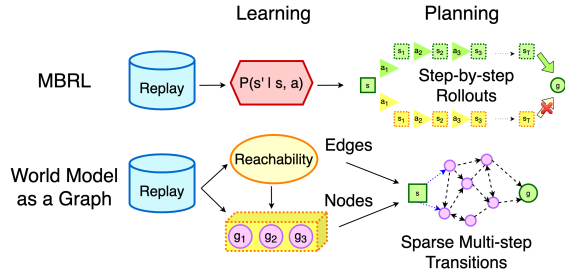 Learning
Planning
MBRL
Replay
P(s' | s, a)
s
a1
s1
a2
s2
a3
s3
sT
a1
s1
a2
s2
a3
s3
sT
Step-by-step
Rollouts
g
World Model
as a Graph
Replay
Reachability
g1
g2
g3
Edges
Nodes
s
g
Sparse Multi-step
Transitions